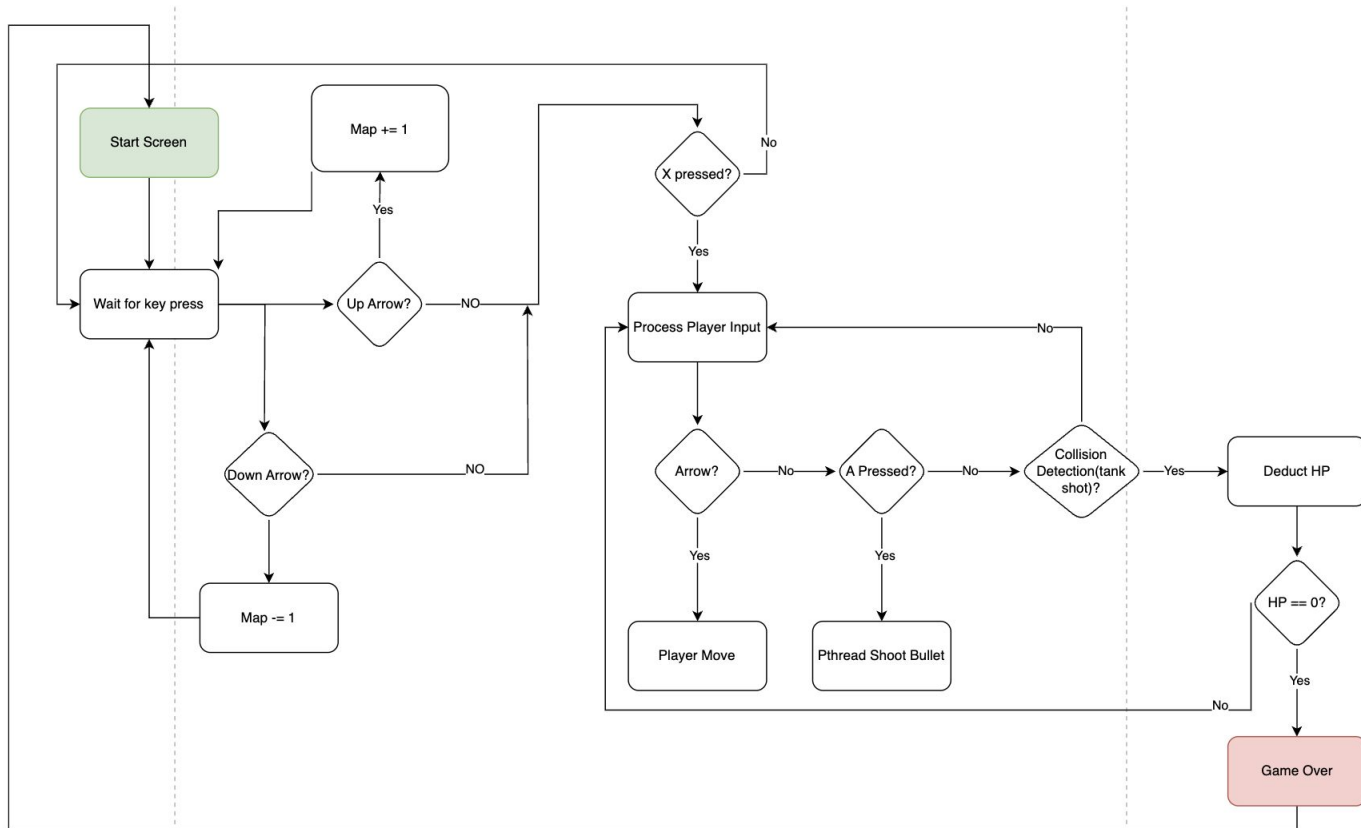 Start Screen
Map += 1
No
X pressed?
Yes
Yes
Wait for key press
Up Arrow?
NO
Process Player Input
No
Down Arrow?
NO
Arrow?
No
A Pressed?
No
Collision
Detection(tank
shot)?
Yes
Deduct HP
Yes
Yes
Map -= 1
HP == 0?
Player Move
Pthread Shoot Bullet
Yes
No
Game Over